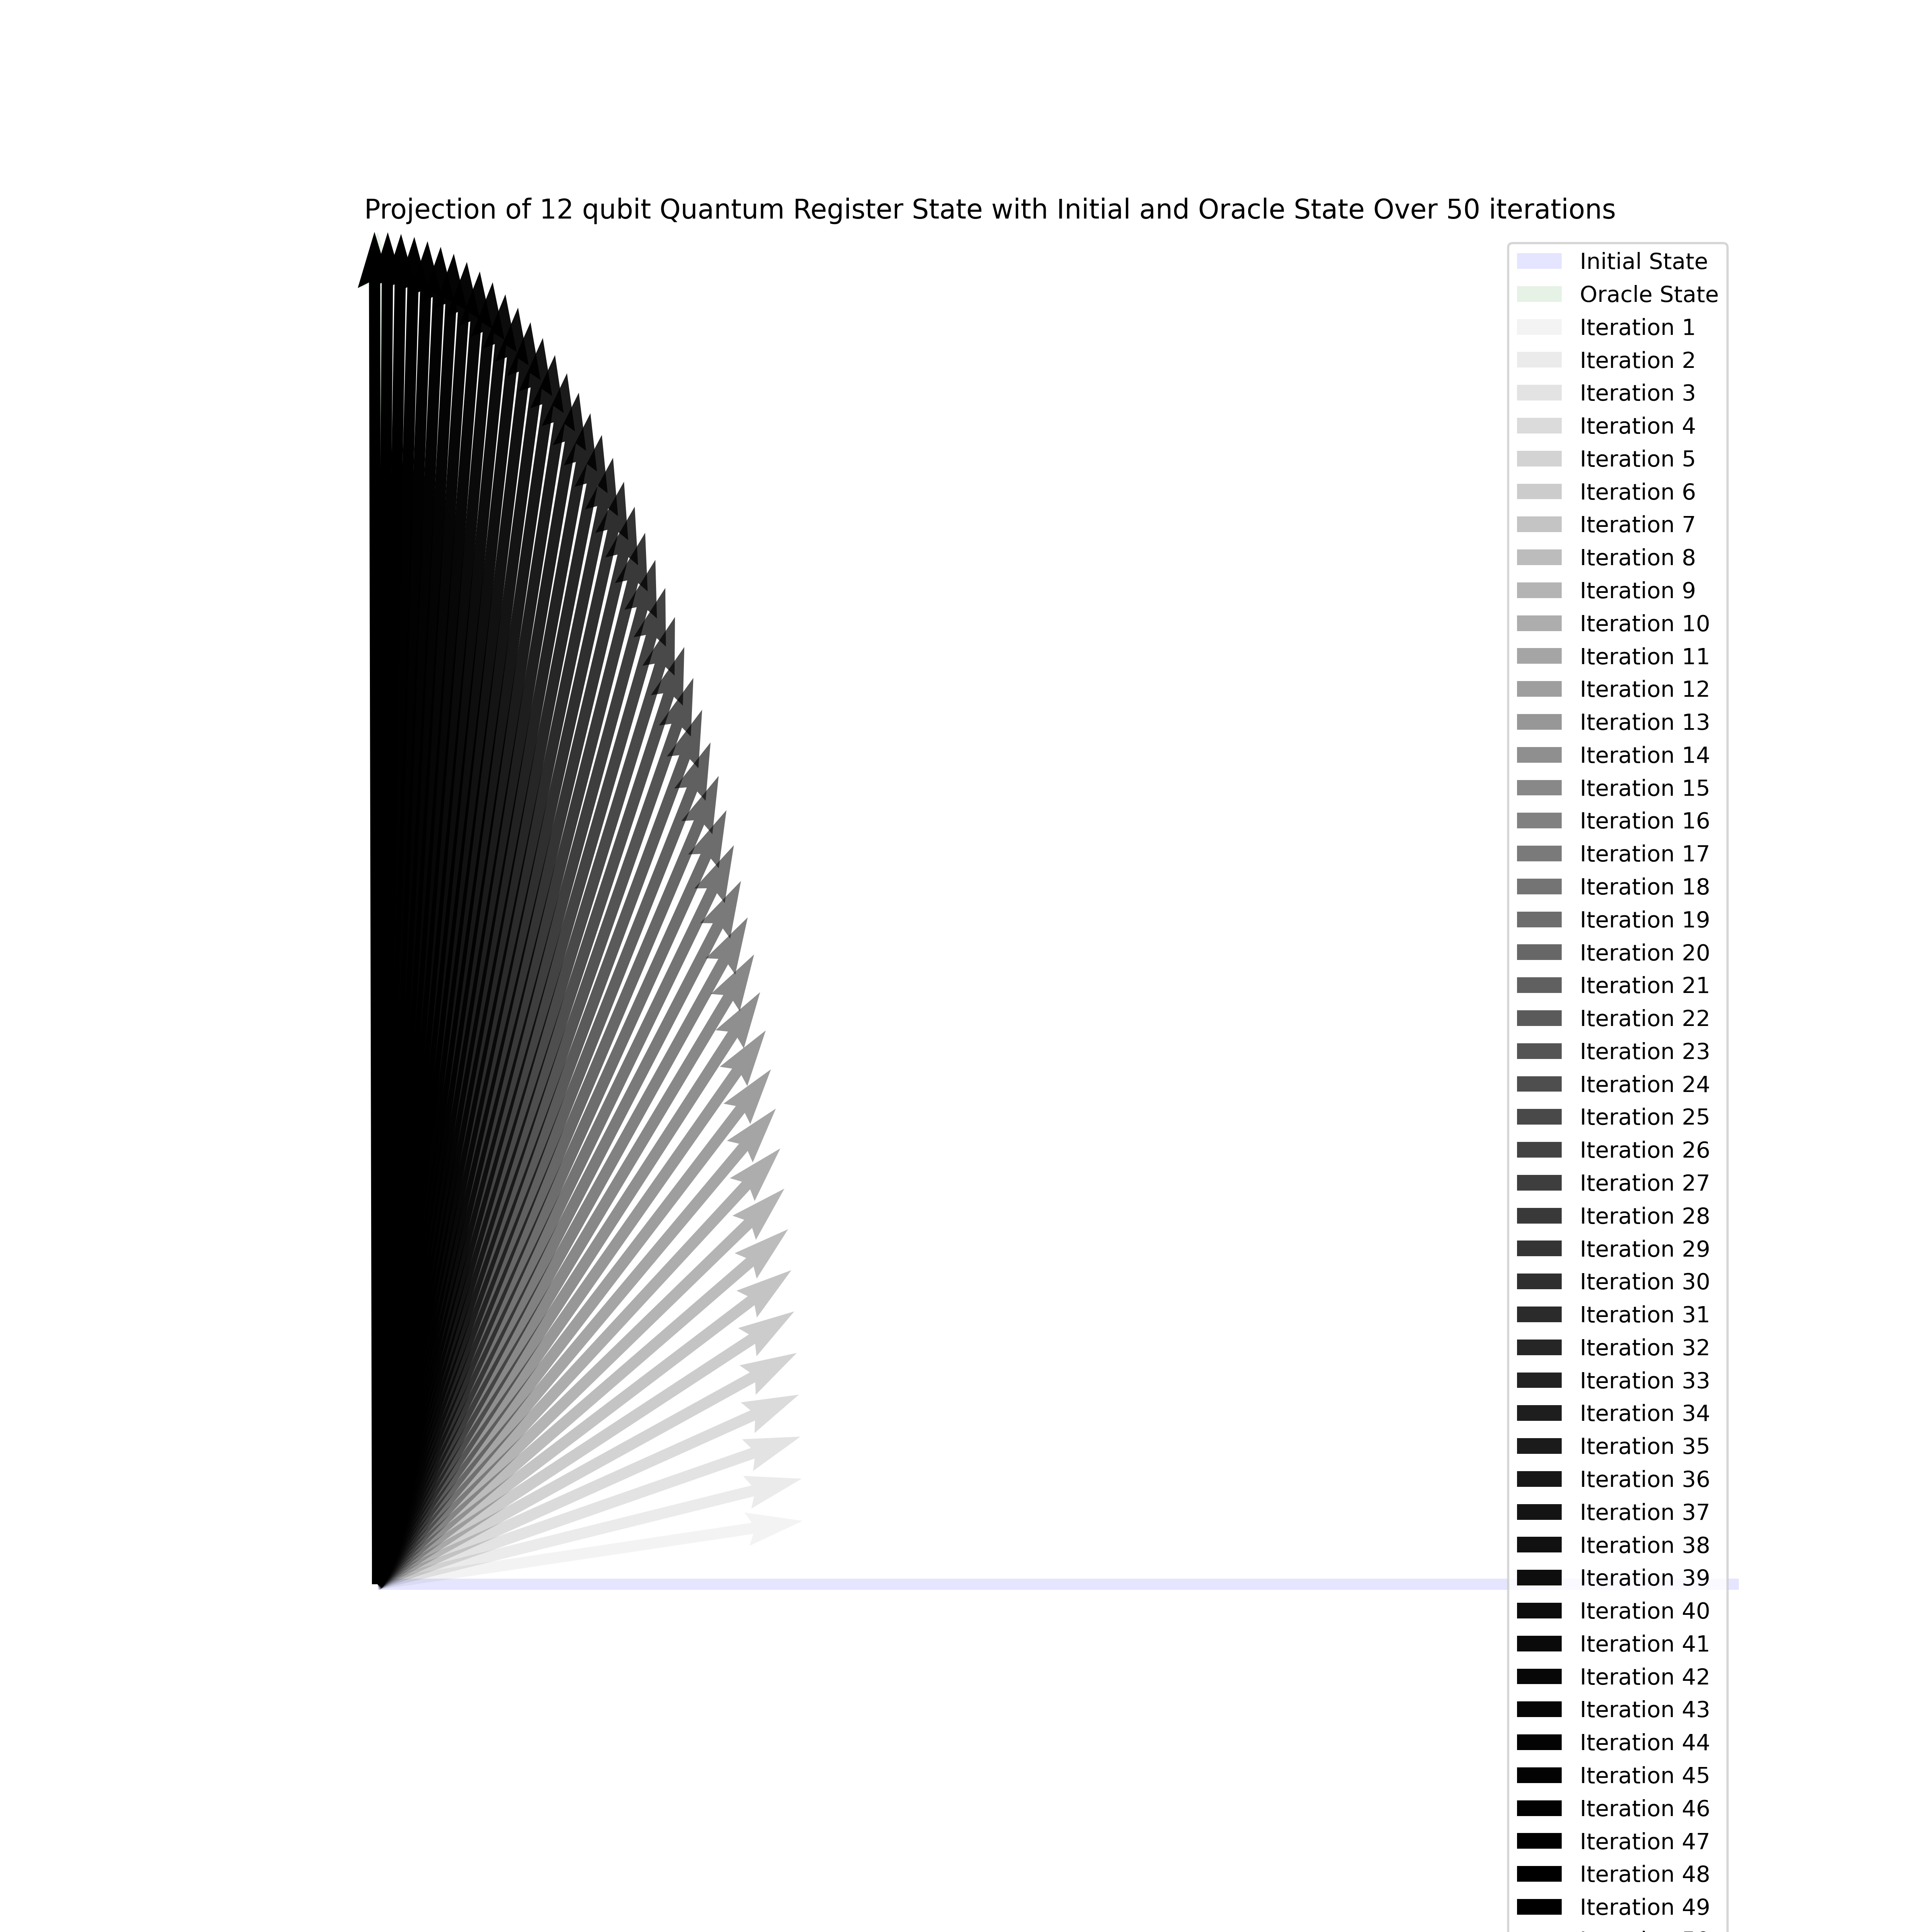 Projection of 12 qubit Quantum Register State with Initial and Oracle State Over 50 iterations
Initial State
Oracle State
Iteration 1
Iteration 2
Iteration 3
Iteration 4
Iteration 5
Iteration 6
Iteration 7
Iteration 8
Iteration 9
Iteration 10
Iteration 11
Iteration 12
Iteration 13
Iteration 14
Iteration 15
Iteration 16
Iteration 17
Iteration 18
Iteration 19
Iteration 20
Iteration 21
Iteration 22
Iteration 23
Iteration 24
Iteration 25
Iteration 26
Iteration 27
Iteration 28
Iteration 29
Iteration 30
Iteration 31
Iteration 32
Iteration 33
Iteration 34
Iteration 35
Iteration 36
Iteration 37
Iteration 38
Iteration 39
Iteration 40
Iteration 41
Iteration 42
Iteration 43
Iteration 44
Iteration 45
Iteration 46
Iteration 47
Iteration 48
Iteration 49